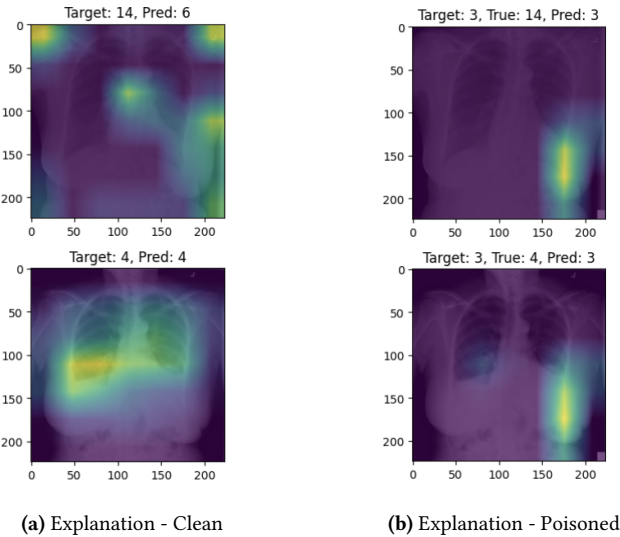 Target: 14, Pred: 6
0
50
100
150
200
0 50 100 150 200
Target: 3, True: 14, Pred: 3
0
50
100
150
200
0 50 100 150 200
Target: 4, Pred: 4
0
50
100
150
200
0 50 100 150 200
Target: 3, True: 4, Pred: 3
0
50
100
150
200
0 50 100 150 200
(a) Explanation - Clean
(b) Explanation - Poisoned